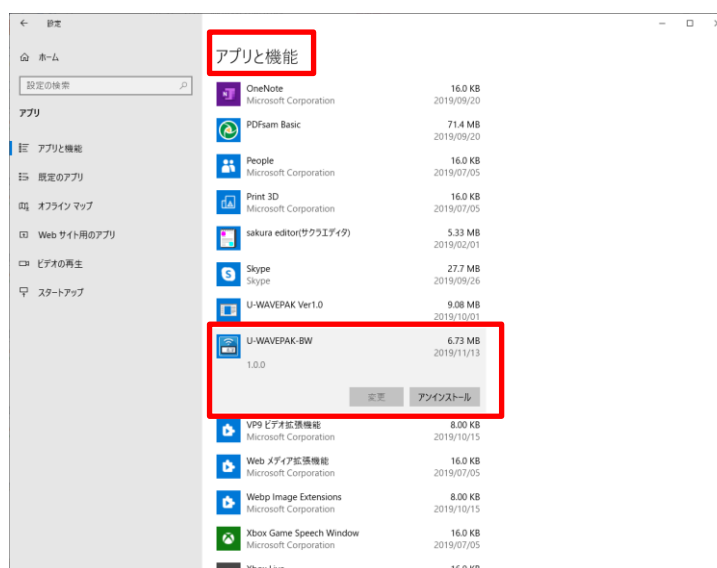 設定
ホーム
設定の検索
アプリ
アプリと機能
既定のアプリ
オフライン マップ
Web サイト用のアプリ
ビデオの再生
スタートアップ
アプリと機能
OneNote 16.0 KB
Microsoft Corporation 2019/09/20
PDFsam Basic 71.4 MB
2019/09/20
People 16.0 KB
Microsoft Corporation 2019/07/05
Print 3D 16.0 KB
Microsoft Corporation 2019/07/05
sakura editor(サクラエディタ) 5.33 MB
2019/02/01
Skype 27.7 MB
Skype 2019/09/26
U-WAVEPAK Ver1.0 9.08 MB
2019/10/01
U-WAVEPAK-BW 6.73 MB
2019/11/13
1.0.0
変更 アンインストール
VP9 ビデオ拡張機能 8.00 KB
Microsoft Corporation 2019/10/15
Web メディア拡張機能 16.0 KB
Microsoft Corporation 2019/07/05
Webp Image Extensions 8.00 KB
Microsoft Corporation 2019/10/15
Xbox Game Speech Window 16.0 KB
Microsoft Corporation 2019/07/05
Xbox Live 16.0 KB